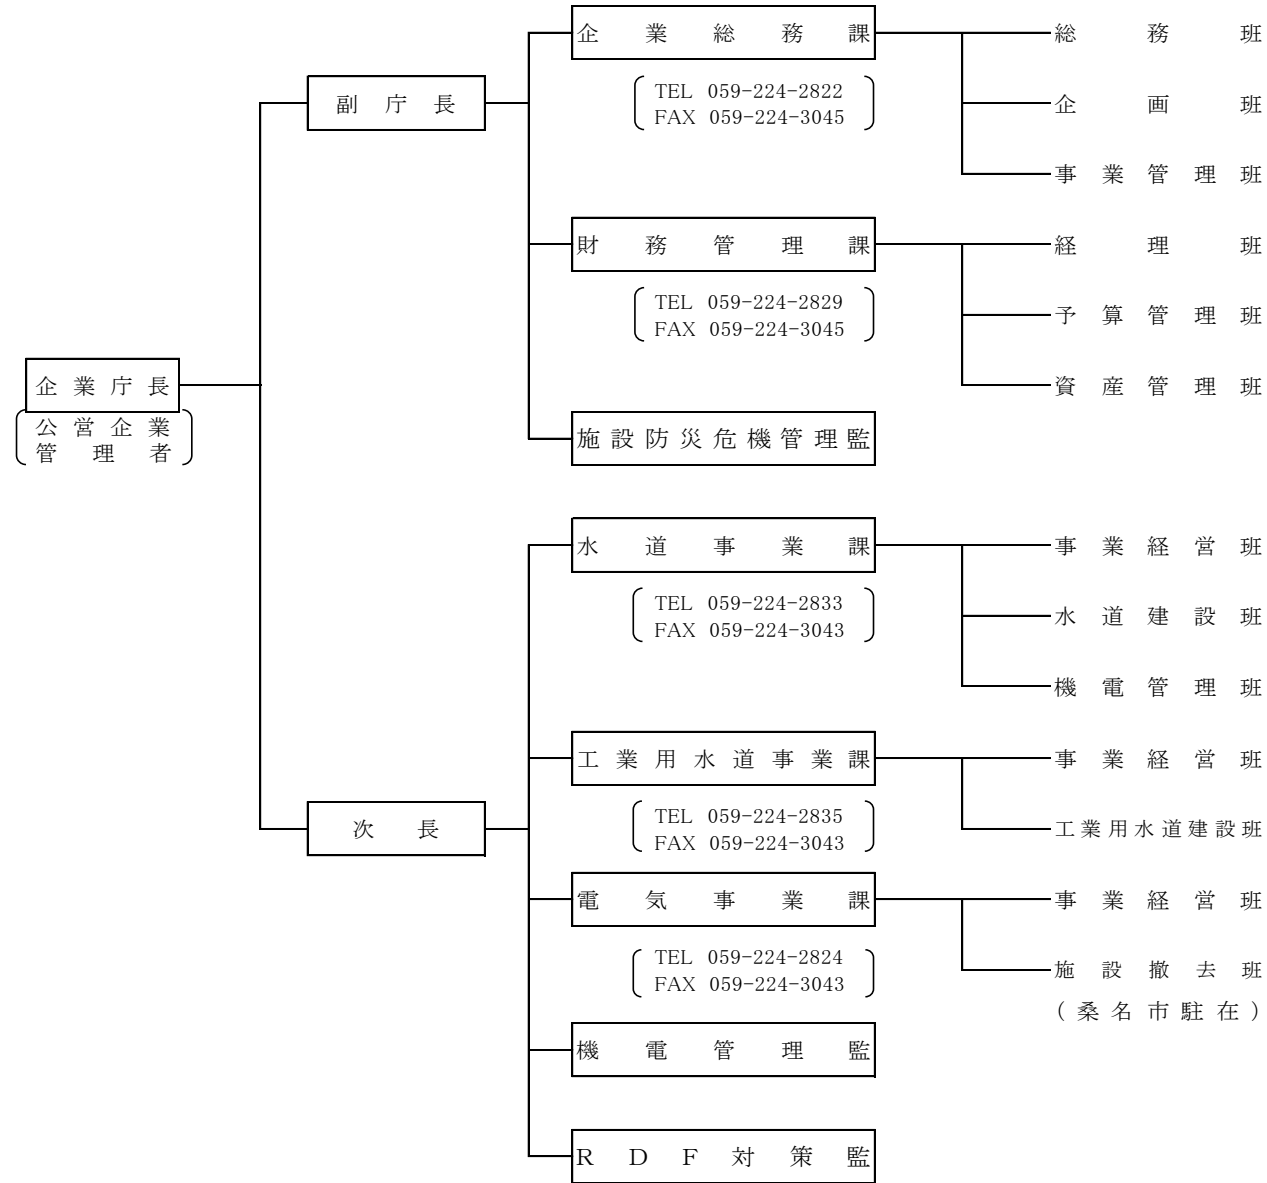 企業庁長
公営企業
管理者
副庁長
企業総務課
TEL 059-224-2822
FAX 059-224-3045
総務班
企画班
事業管理班
財務管理課
TEL 059-224-2829
FAX 059-224-3045
経理班
予算管理班
資産管理班
施設防災危機管理監
次長
水道事業課
TEL 059-224-2833
FAX 059-224-3043
事業経営班
水道建設班
機電管理班
工業用水道事業課
TEL 059-224-2835
FAX 059-224-3043
事業経営班
工業用水道建設班
電気事業課
TEL 059-224-2824
FAX 059-224-3043
事業経営班
施設撤去班
(桑名市駐在)
機電管理監
RDF対策監